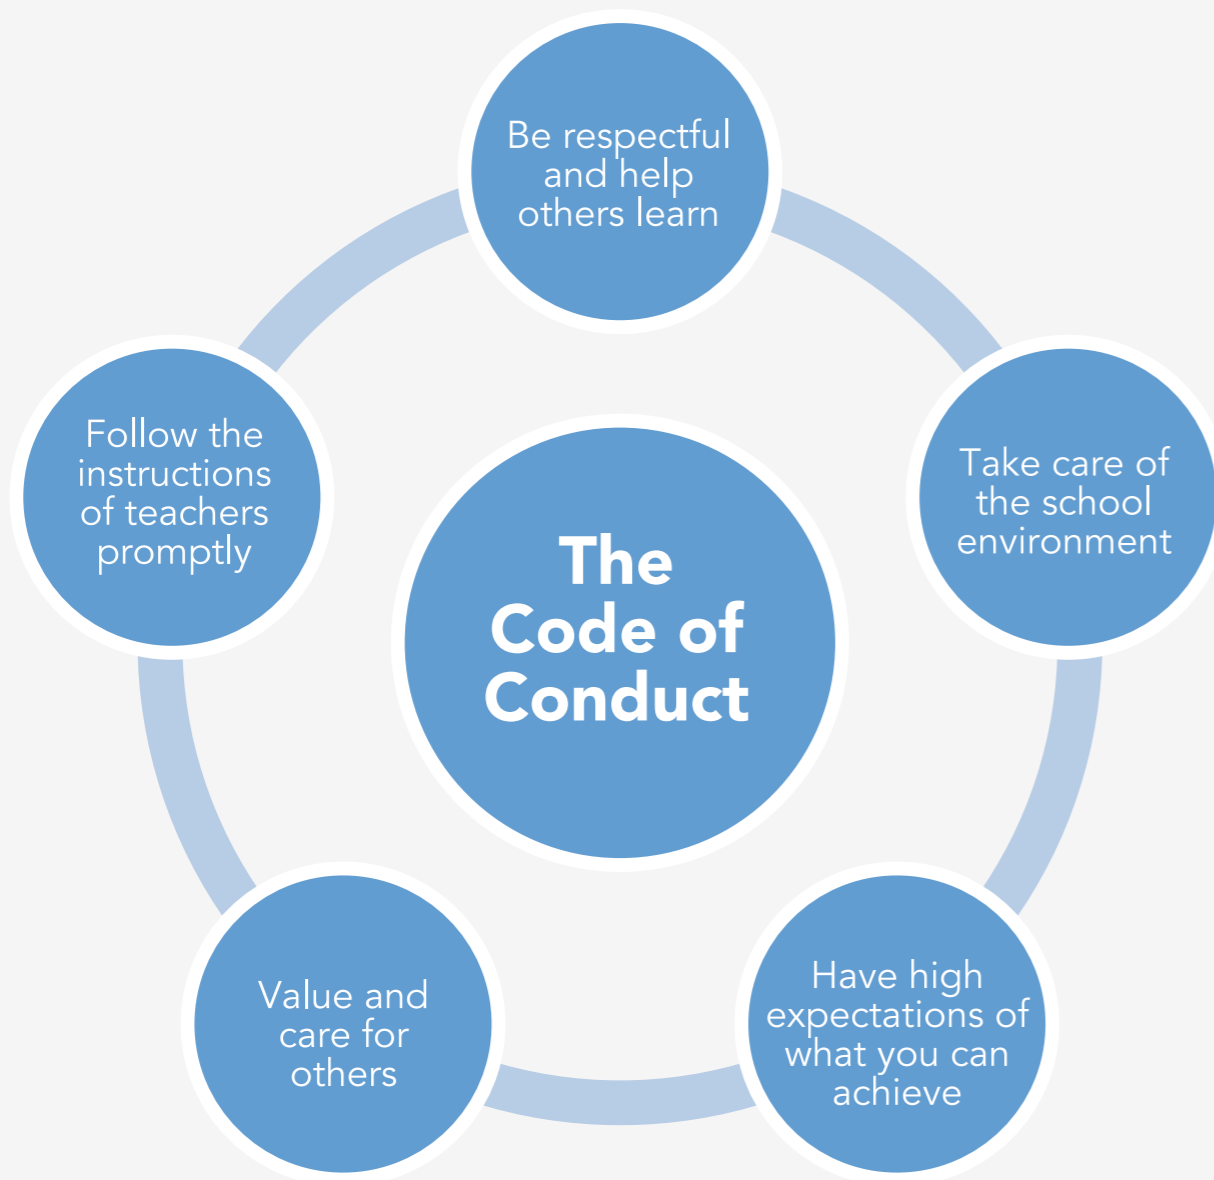 Be respectful
and help
others learn
Take care of
the school
environment
Have high
expectations of
what you can
achieve
Value and
care for
others
Follow the
instructions
of teachers
promptly
The
Code of
Conduct